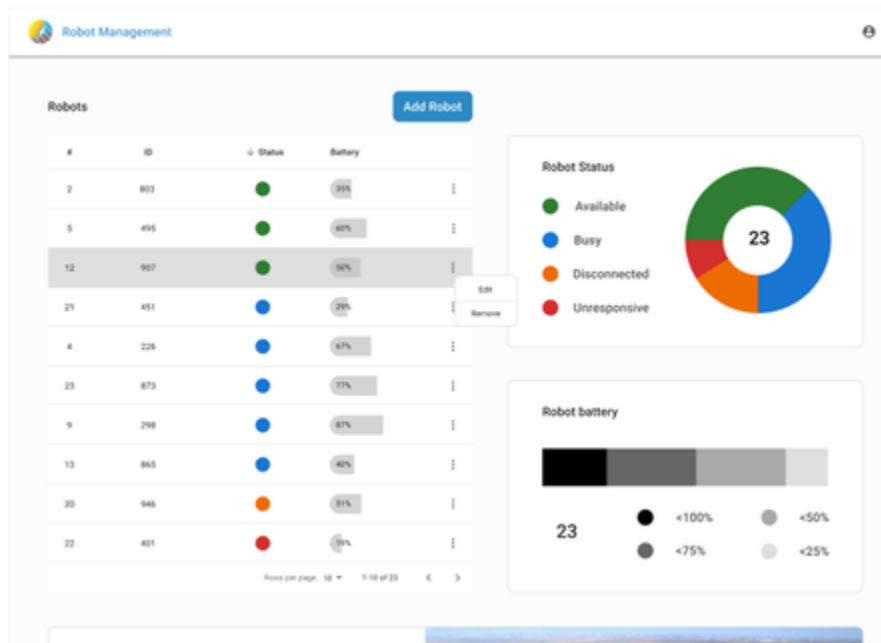 Robot Management
Robots
Add Robot
# ID ↓ Status Battery
2 803 35%
5 495 60%
12 907 50%
21 451 29%
4 226 67%
23 873 77%
9 298 87%
13 865 40%
20 946 51%
22 401 19%
Edit
Remove
Rows per page: 10 1-10 of 23
Robot Status
Available
Busy
Disconnected
Unresponsive
23
Robot battery
23
<100% <50%
<75% <25%